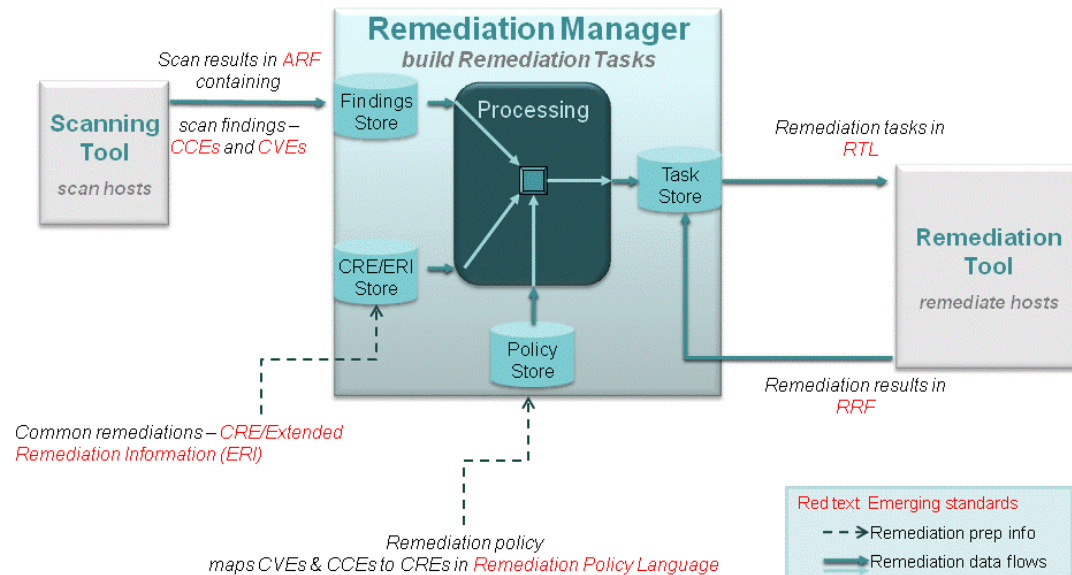 Remediation Manager
build Remediation Tasks
Scan results in ARF
containing
scan findings –
CCEs and CVEs
Scanning
Tool
scan hosts
Findings
Store
Processing
Task
Store
Remediation tasks in
RTL
Remediation
Tool
remediate hosts
CRE/ERI
Store
Policy
Store
Remediation results in
RRF
Common remediations – CRE/Extended
Remediation Information (ERI)
Remediation policy
maps CVEs & CCEs to CREs in Remediation Policy Language
Red text Emerging standards
Remediation prep info
Remediation data flows